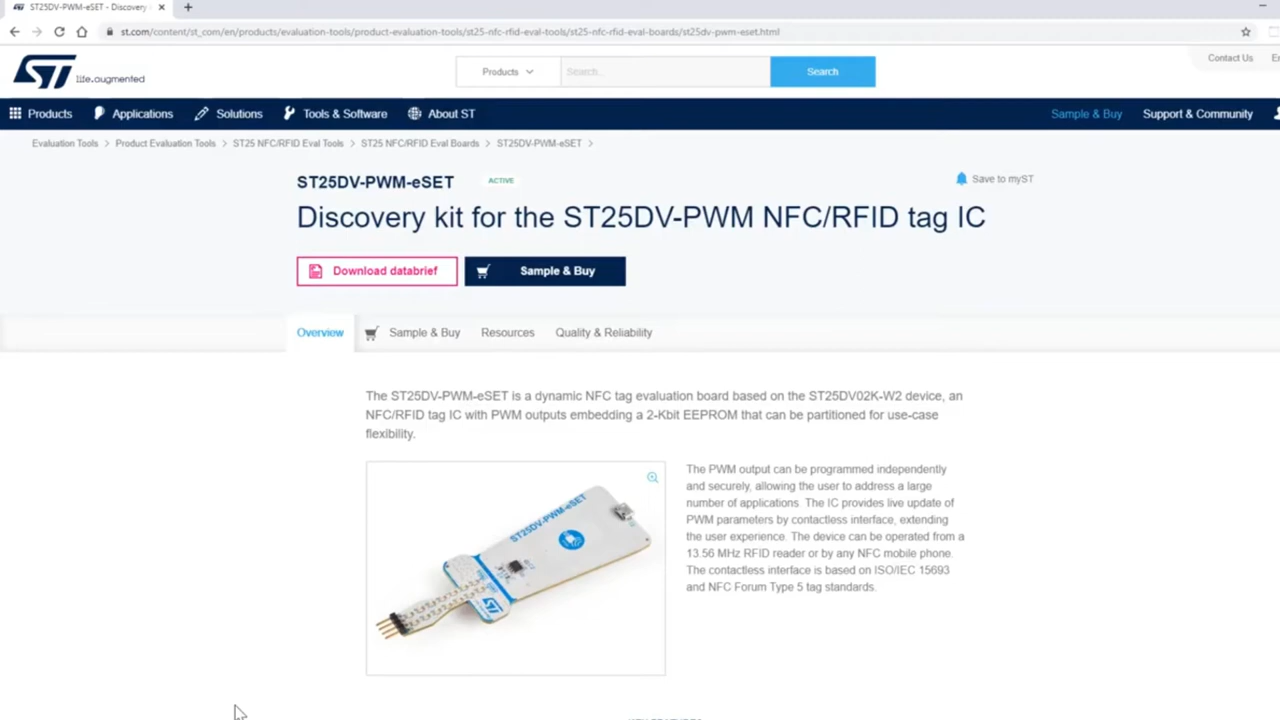 ST25DV-PWM-eSET - Discovery
st.com/content/st_com/en/products/evaluation-tools/product-evaluation-tools/st25-nfc-rfid-eval-tools/st25-nfc-rfid-eval-boards/st25dv-pwm-eset.html
Contact Us
ST life.augmented
Products Search... Search
Products Applications Solutions Tools & Software About ST Sample & Buy Support & Community
Evaluation Tools > Product Evaluation Tools > ST25 NFC/RFID Eval Tools > ST25 NFC/RFID Eval Boards > ST25DV-PWM-eSET >
ST25DV-PWM-eSET ACTIVE Save to myST
Discovery kit for the ST25DV-PWM NFC/RFID tag IC
Download databrief Sample & Buy
Overview Sample & Buy Resources Quality & Reliability
The ST25DV-PWM-eSET is a dynamic NFC tag evaluation board based on the ST25DV02K-W2 device, an
NFC/RFID tag IC with PWM outputs embedding a 2-Kbit EEPROM that can be partitioned for use-case
flexibility.
ST25DV-PWM-eSET
ST
The PWM output can be programmed independently
and securely, allowing the user to address a large
number of applications. The IC provides live update of
PWM parameters by contactless interface, extending
the user experience. The device can be operated from a
13.56 MHz RFID reader or by any NFC mobile phone.
The contactless interface is based on ISO/IEC 15693
and NFC Forum Type 5 tag standards.